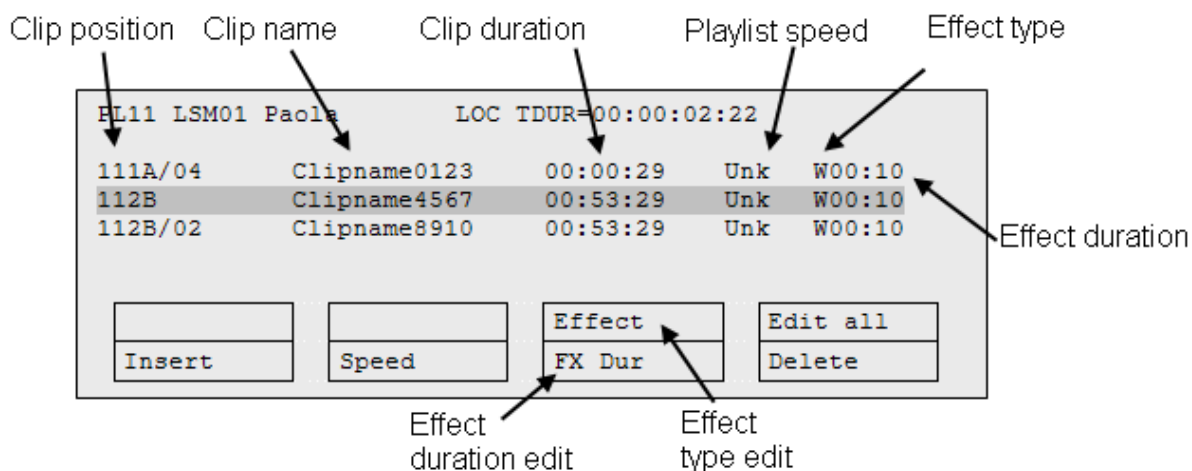 Clip position Clip name Clip duration Playlist speed Effect type
PL11 LSM01 Paola LOC TDUR=00:00:02:22
111A/04 Clipname0123 00:00:29 Unk W00:10
112B Clipname4567 00:53:29 Unk W00:10
112B/02 Clipname8910 00:53:29 Unk W00:10
Effect duration
Effect Edit all
Insert Speed FX Dur Delete
Effect
duration edit
Effect
type edit